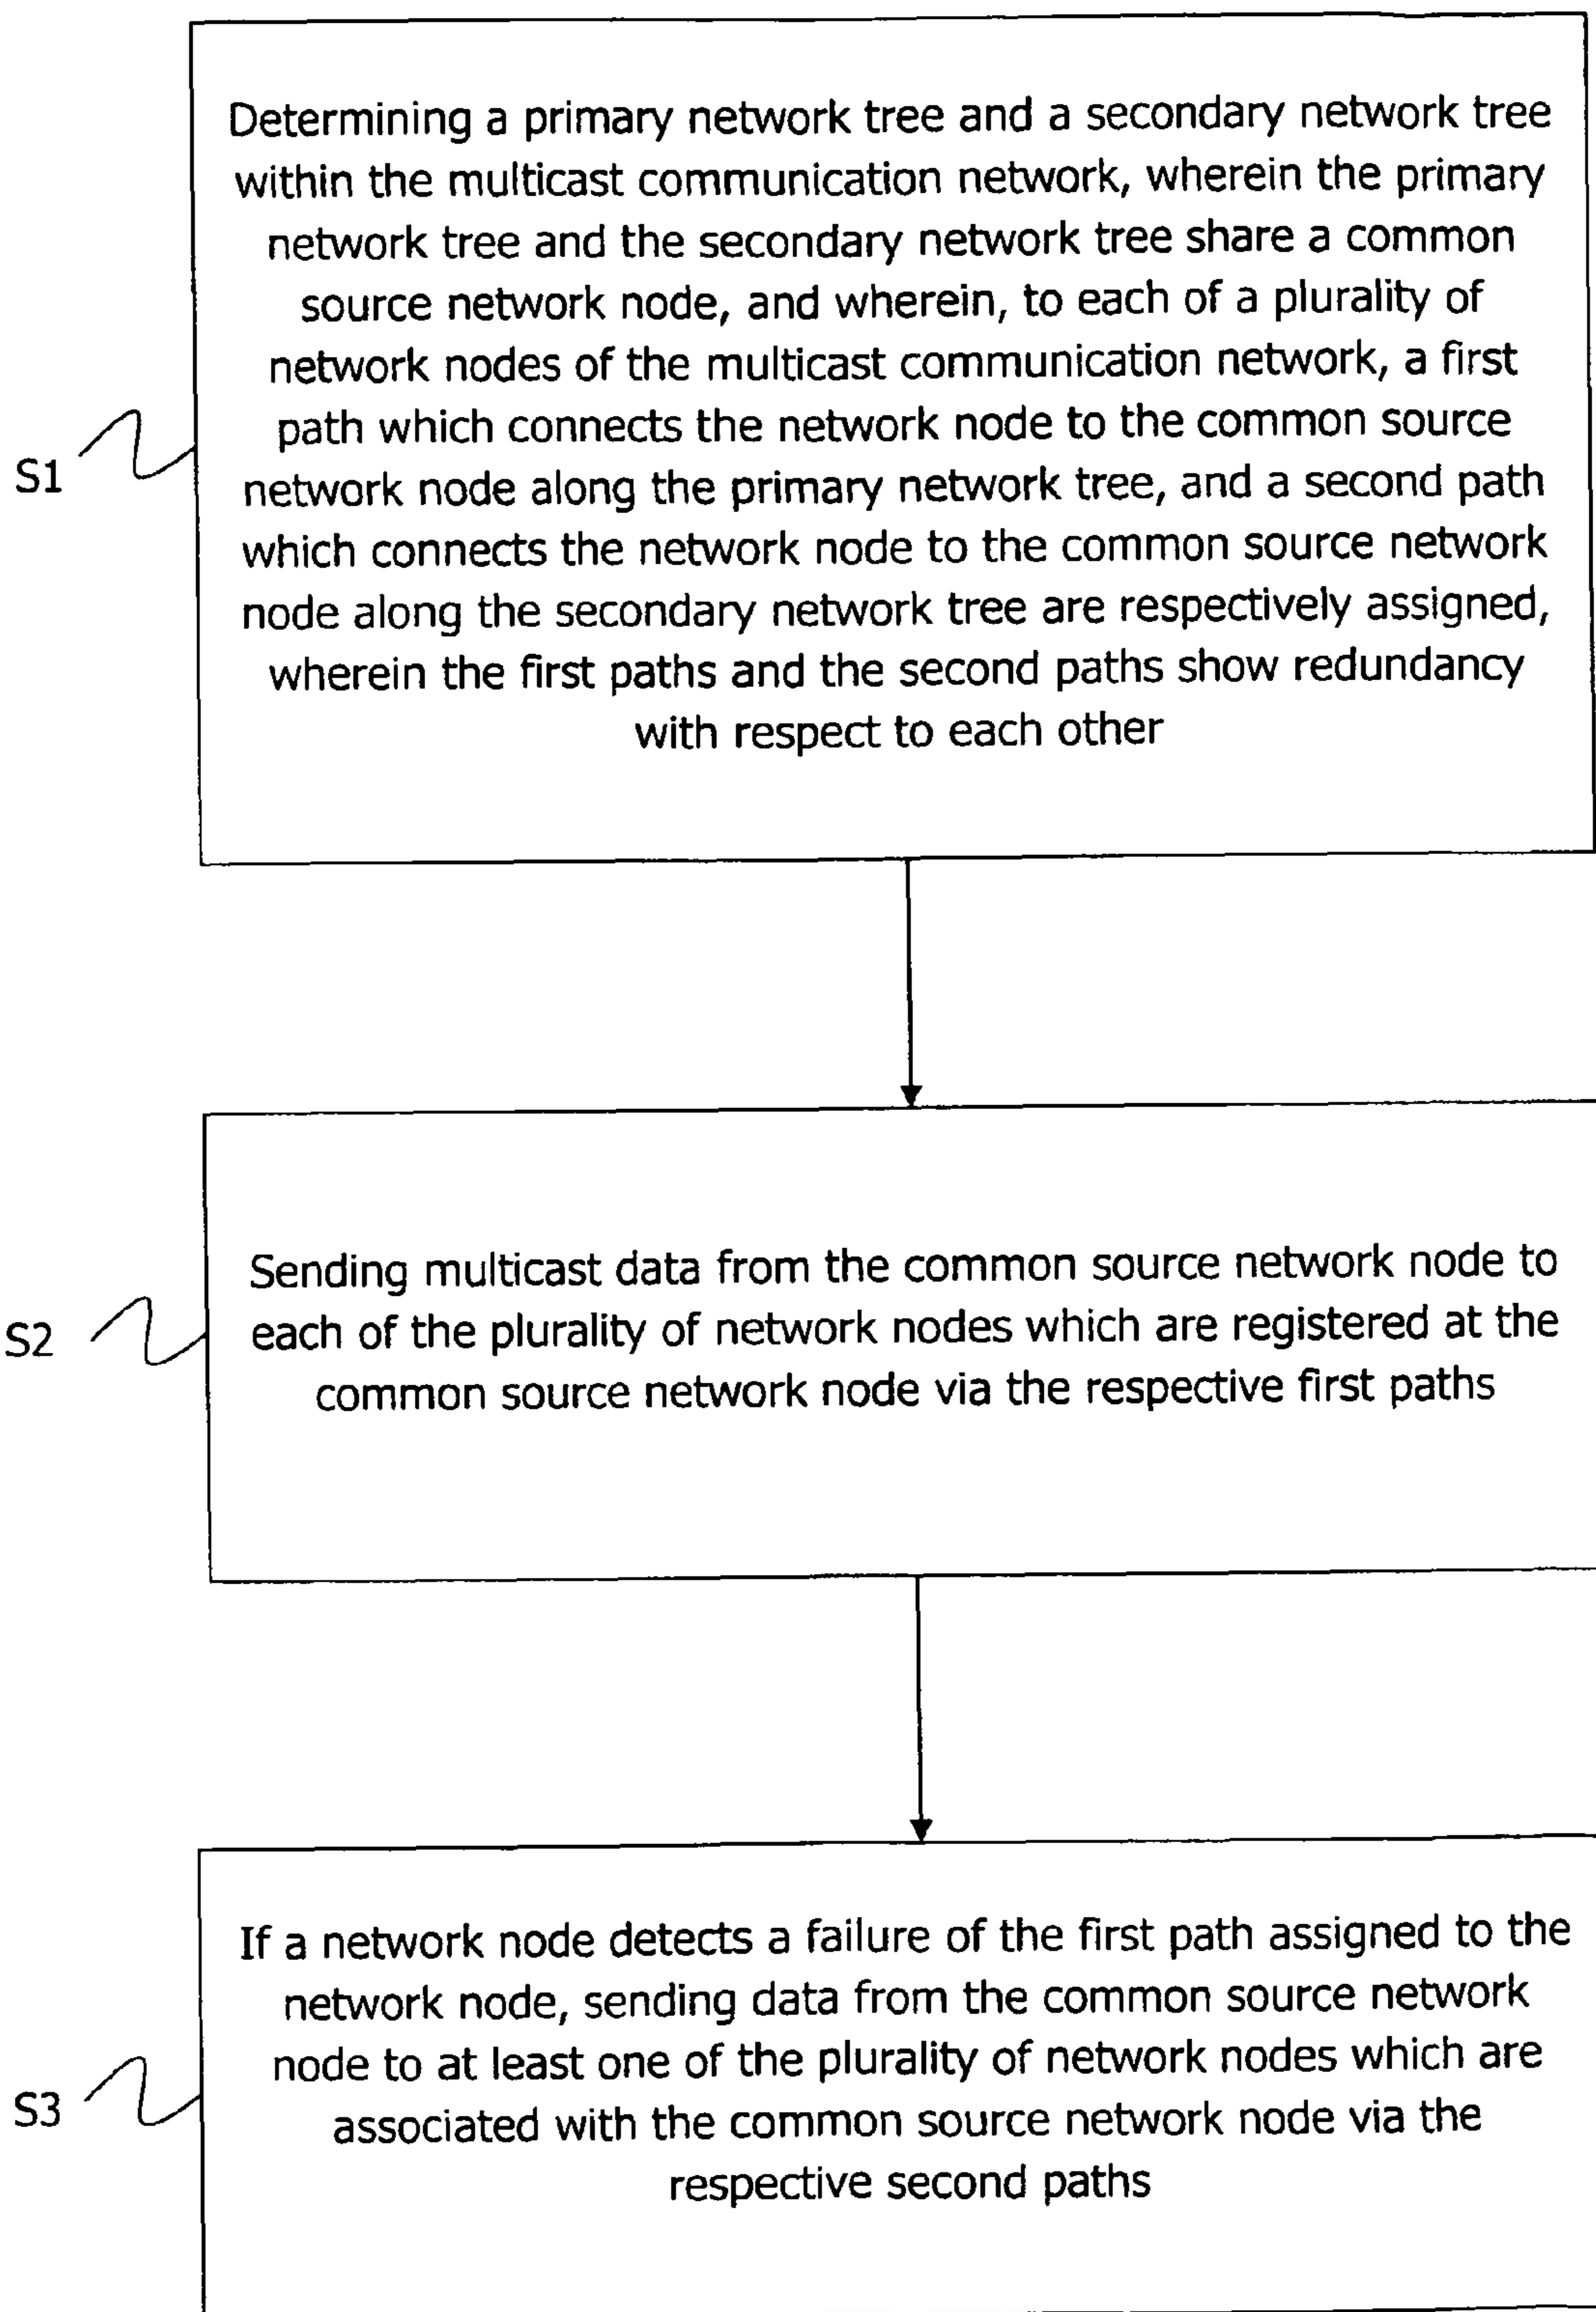 Determining a primary network tree and a secondary network tree
within the multicast communication network, wherein the primary
network tree and the secondary network tree share a common
source network node, and wherein, to each of a plurality of
network nodes of the multicast communication network, a first
path which connects the network node to the common source
network node along the primary network tree, and a second path
which connects the network node to the common source network
node along the secondary network tree are respectively assigned,
wherein the first paths and the second paths show redundancy
with respect to each other
S1
Sending multicast data from the common source network node to
each of the plurality of network nodes which are registered at the
common source network node via the respective first paths
S2
If a network node detects a failure of the first path assigned to the
network node, sending data from the common source network
node to at least one of the plurality of network nodes which are
associated with the common source network node via the
respective second paths
S3